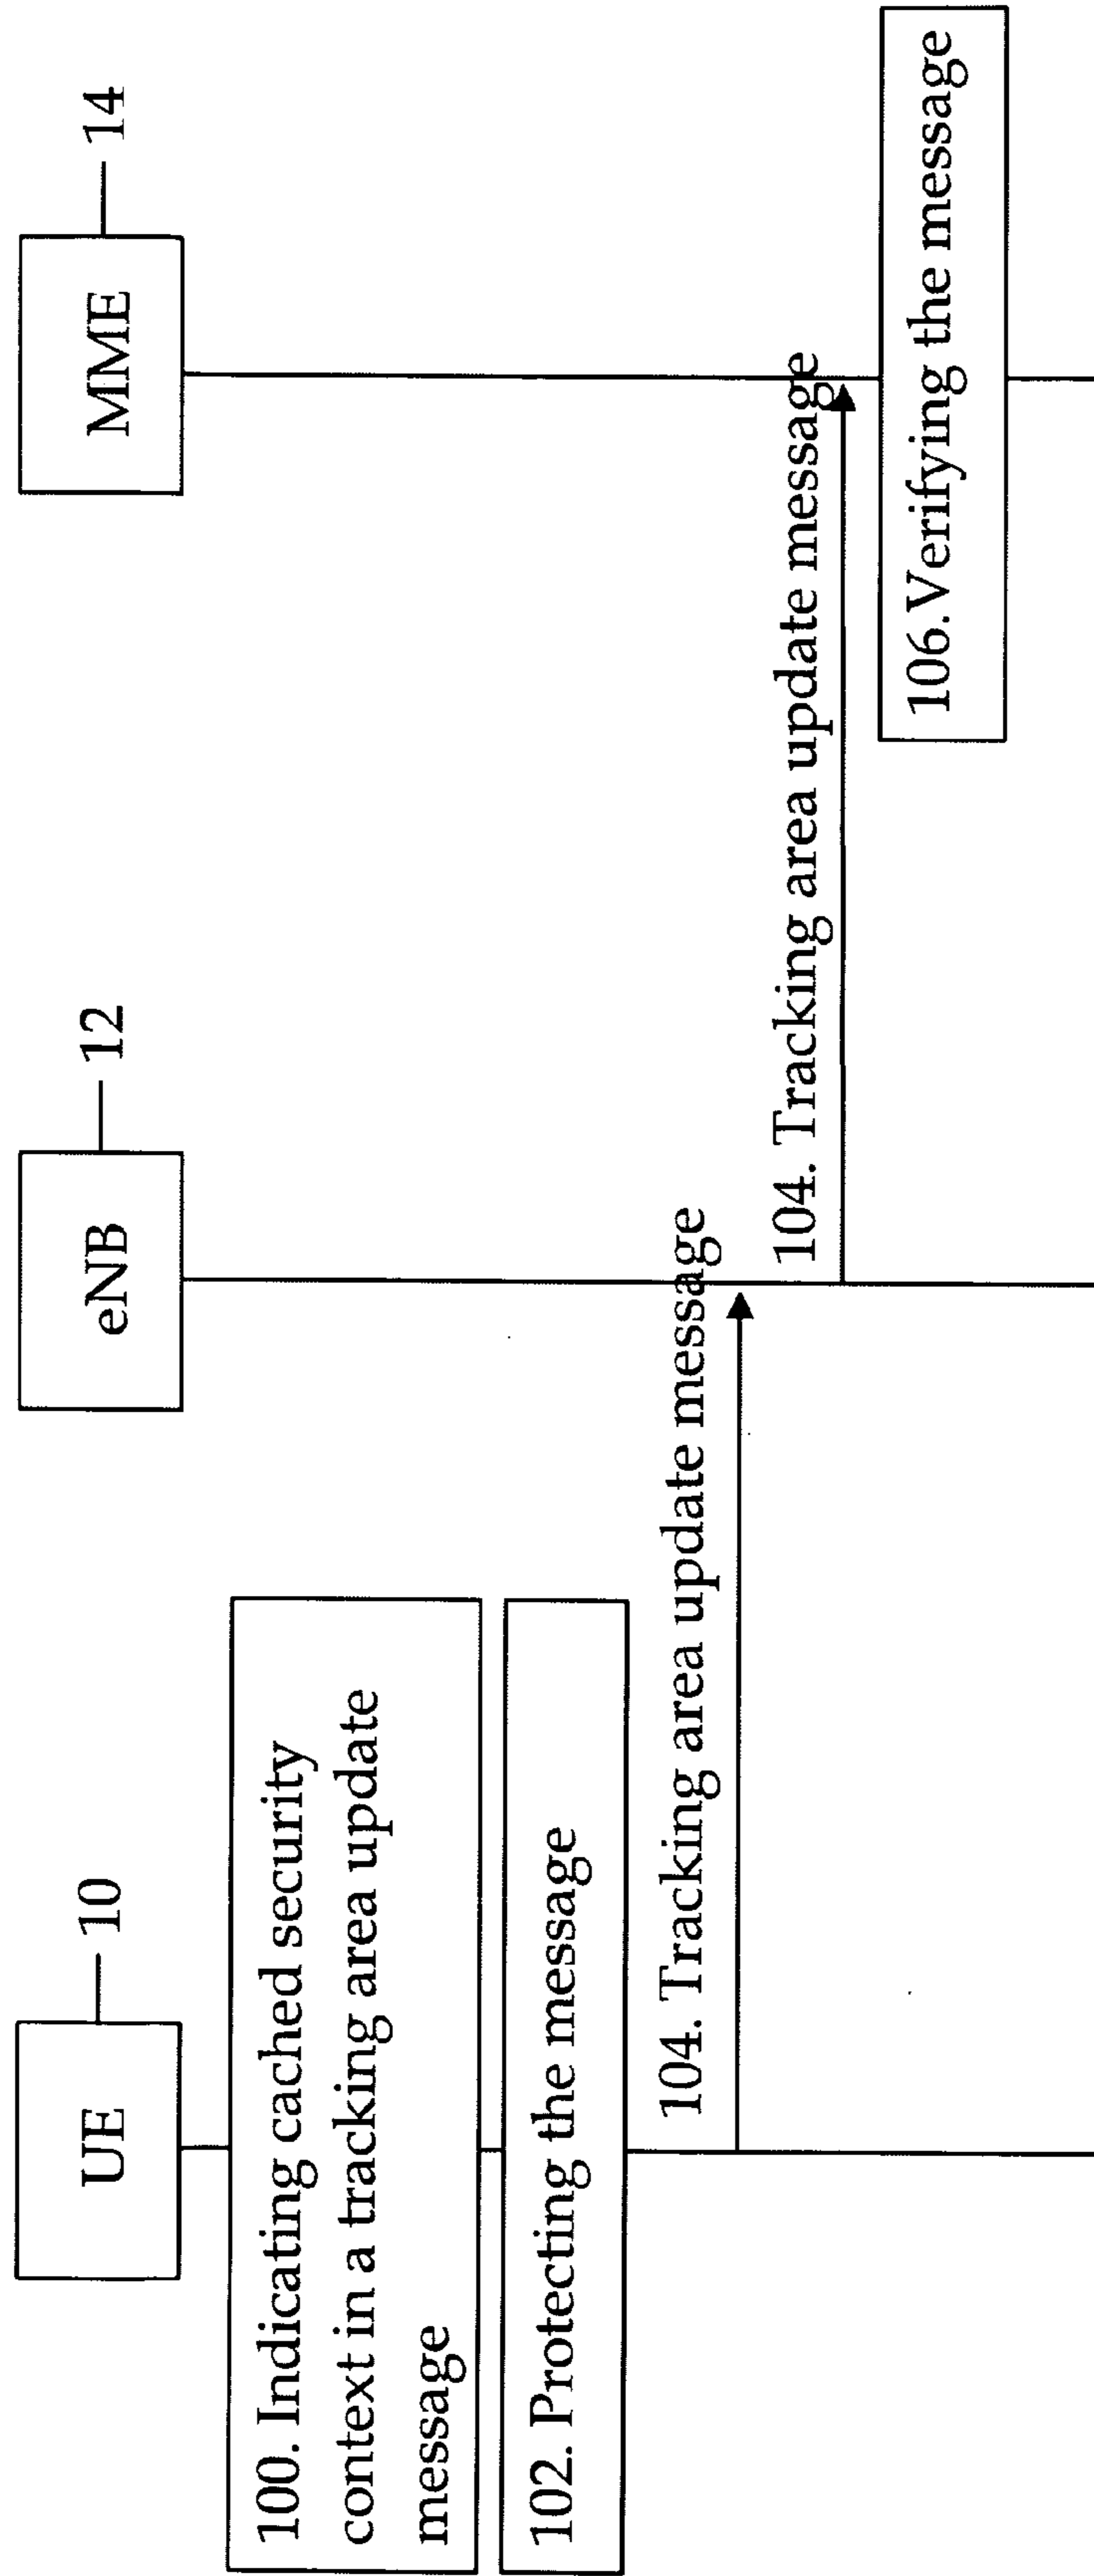 UE
10
eNB
12
MME
14
100. Indicating cached security
context in a tracking area update
message
102. Protecting the message
104. Tracking area update message
104. Tracking area update message
106.Verifying the message